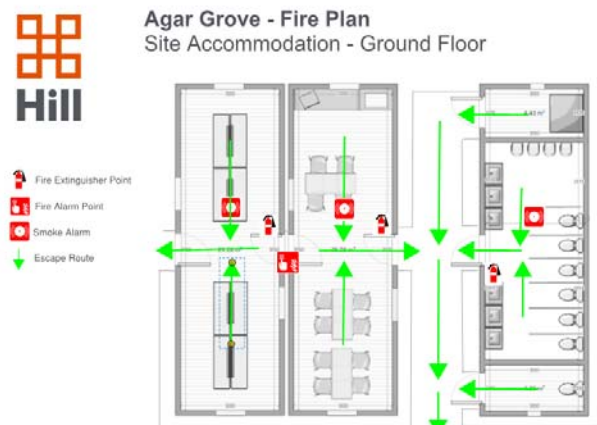 Agar Grove - Fire Plan
Site Accommodation - Ground Floor
Hill
Fire Extinguisher Point
Fire Alarm Point
Smoke Alarm
Escape Route